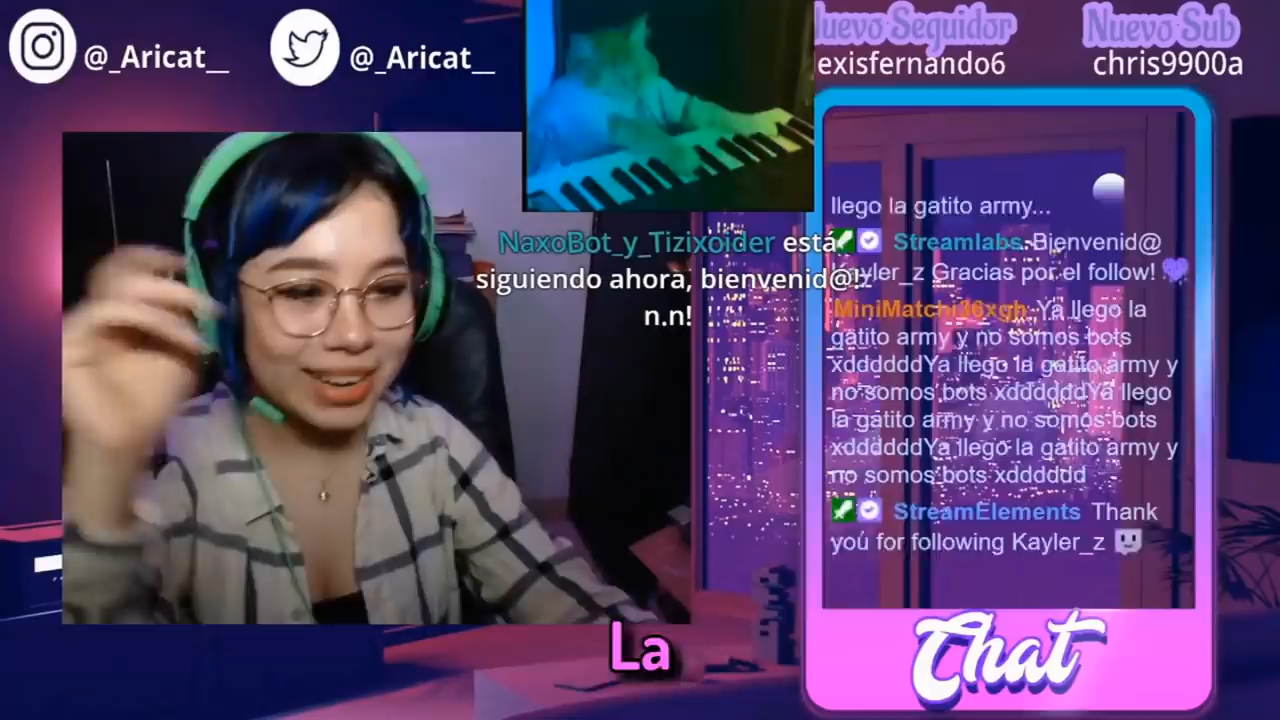 @_Aricat__
@_Aricat__
Nuevo Seguidor
exisfernando6
Nuevo Sub
chris9900a
NaxoBot_y_Tizixoider está
siguiendo ahora, bienvenid@!
n.n!
llego la gatito army...
Streamlabs: Bienvenid@
Kayler_z Gracias por el follow!
MiniMatchi36xgh: Ya llego la
gatito army y no somos bots
xddddddYa llego la gatito army y
no somos bots xddddddYa llego
la gatito army y no somos bots
xddddddYa llego la gatito army y
no somos bots xdddddd
StreamElements Thank
you for following Kayler_z
La
Chat